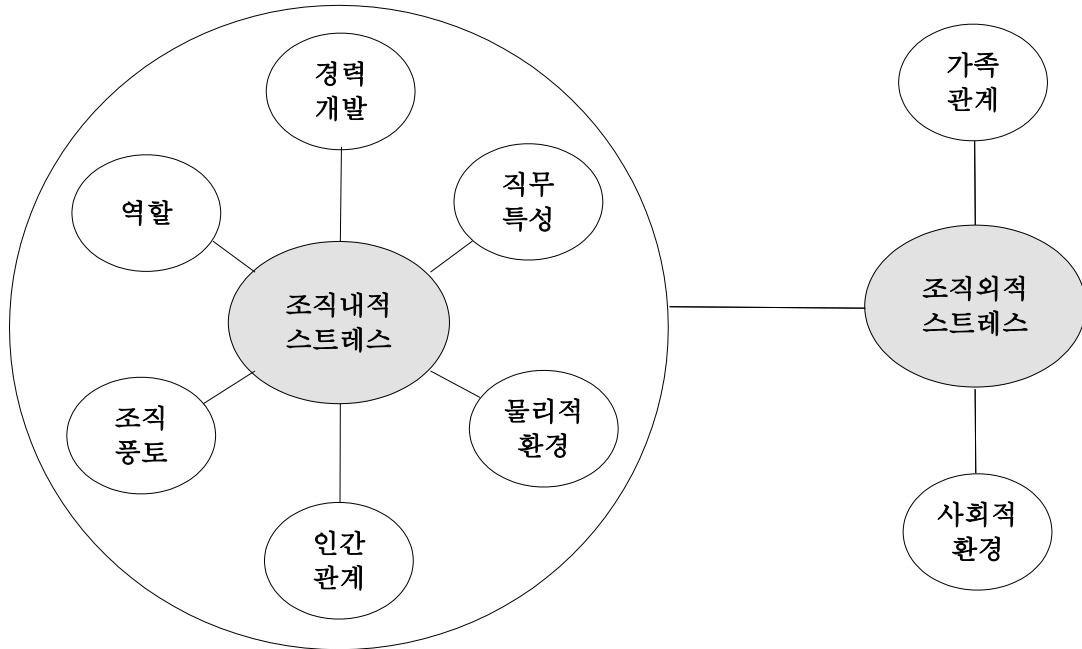 경력
개발
가족
관계
직무
특성
역할
조직내적
스트레스
조직외적
스트레스
조직
풍토
물리적
환경
인간
관계
사회적
환경